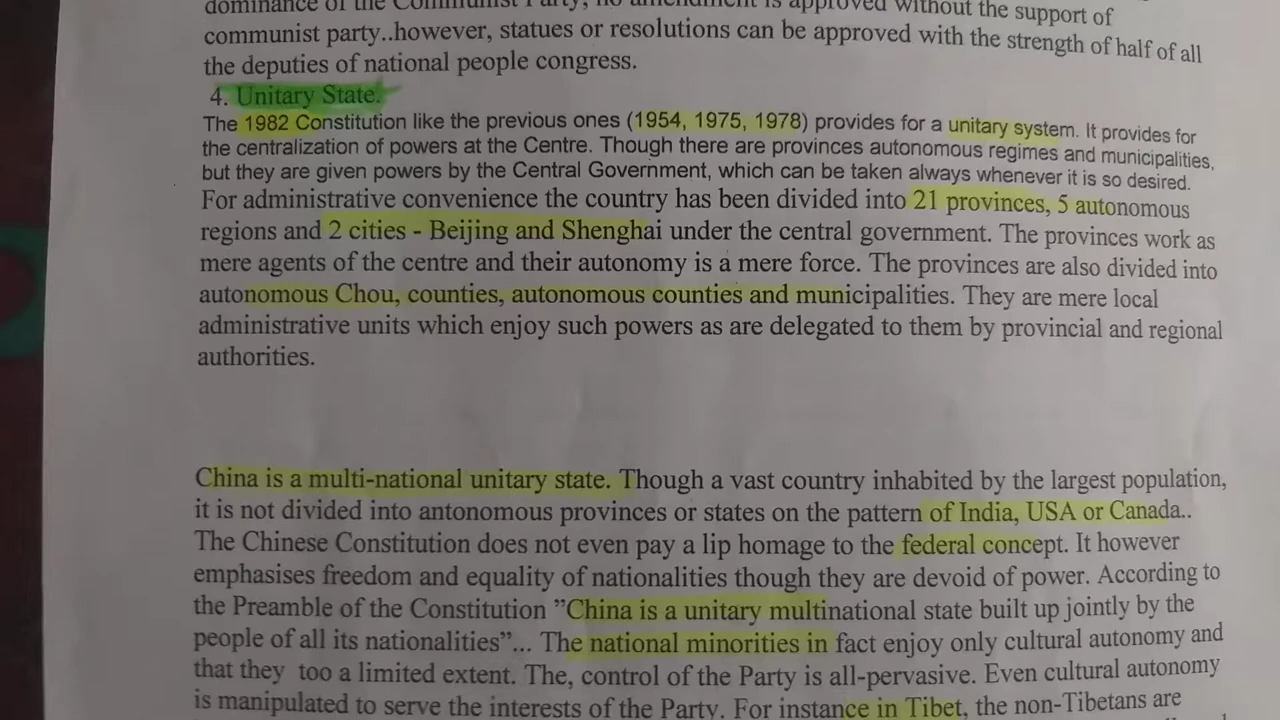 dominance of the Communist Party, no amendment is approved without the support of
communist party..however, statues or resolutions can be approved with the strength of half of all
the deputies of national people congress.
4. Unitary State.
The 1982 Constitution like the previous ones (1954, 1975, 1978) provides for a unitary system. It provides for
the centralization of powers at the Centre. Though there are provinces autonomous regimes and municipalities,
but they are given powers by the Central Government, which can be taken always whenever it is so desired.
For administrative convenience the country has been divided into 21 provinces, 5 autonomous
regions and 2 cities - Beijing and Shenghai under the central government. The provinces work as
mere agents of the centre and their autonomy is a mere force. The provinces are also divided into
autonomous Chou, counties, autonomous counties and municipalities. They are mere local
administrative units which enjoy such powers as are delegated to them by provincial and regional
authorities.
China is a multi-national unitary state. Though a vast country inhabited by the largest population,
it is not divided into antonomous provinces or states on the pattern of India, USA or Canada..
The Chinese Constitution does not even pay a lip homage to the federal concept. It however
emphasises freedom and equality of nationalities though they are devoid of power. According to
the Preamble of the Constitution ”China is a unitary multinational state built up jointly by the
people of all its nationalities”... The national minorities in fact enjoy only cultural autonomy and
that they too a limited extent. The, control of the Party is all-pervasive. Even cultural autonomy
is manipulated to serve the interests of the Party. For instance in Tibet, the non-Tibetans are